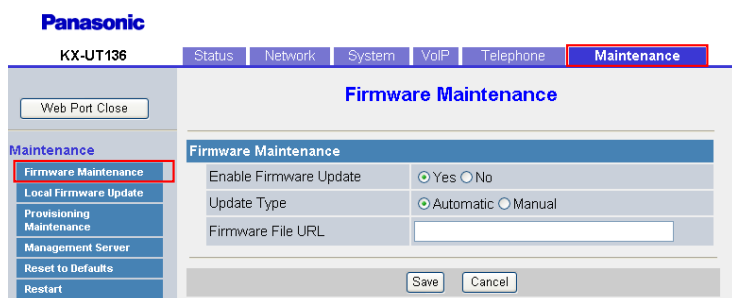 Panasonic
KX-UT136
Status Network System VoIP Telephone Maintenance
Web Port Close
Firmware Maintenance
Maintenance
Firmware Maintenance
Local Firmware Update
Provisioning
Maintenance
Management Server
Reset to Defaults
Restart
Firmware Maintenance
Enable Firmware Update Yes No
Update Type Automatic Manual
Firmware File URL
Save Cancel